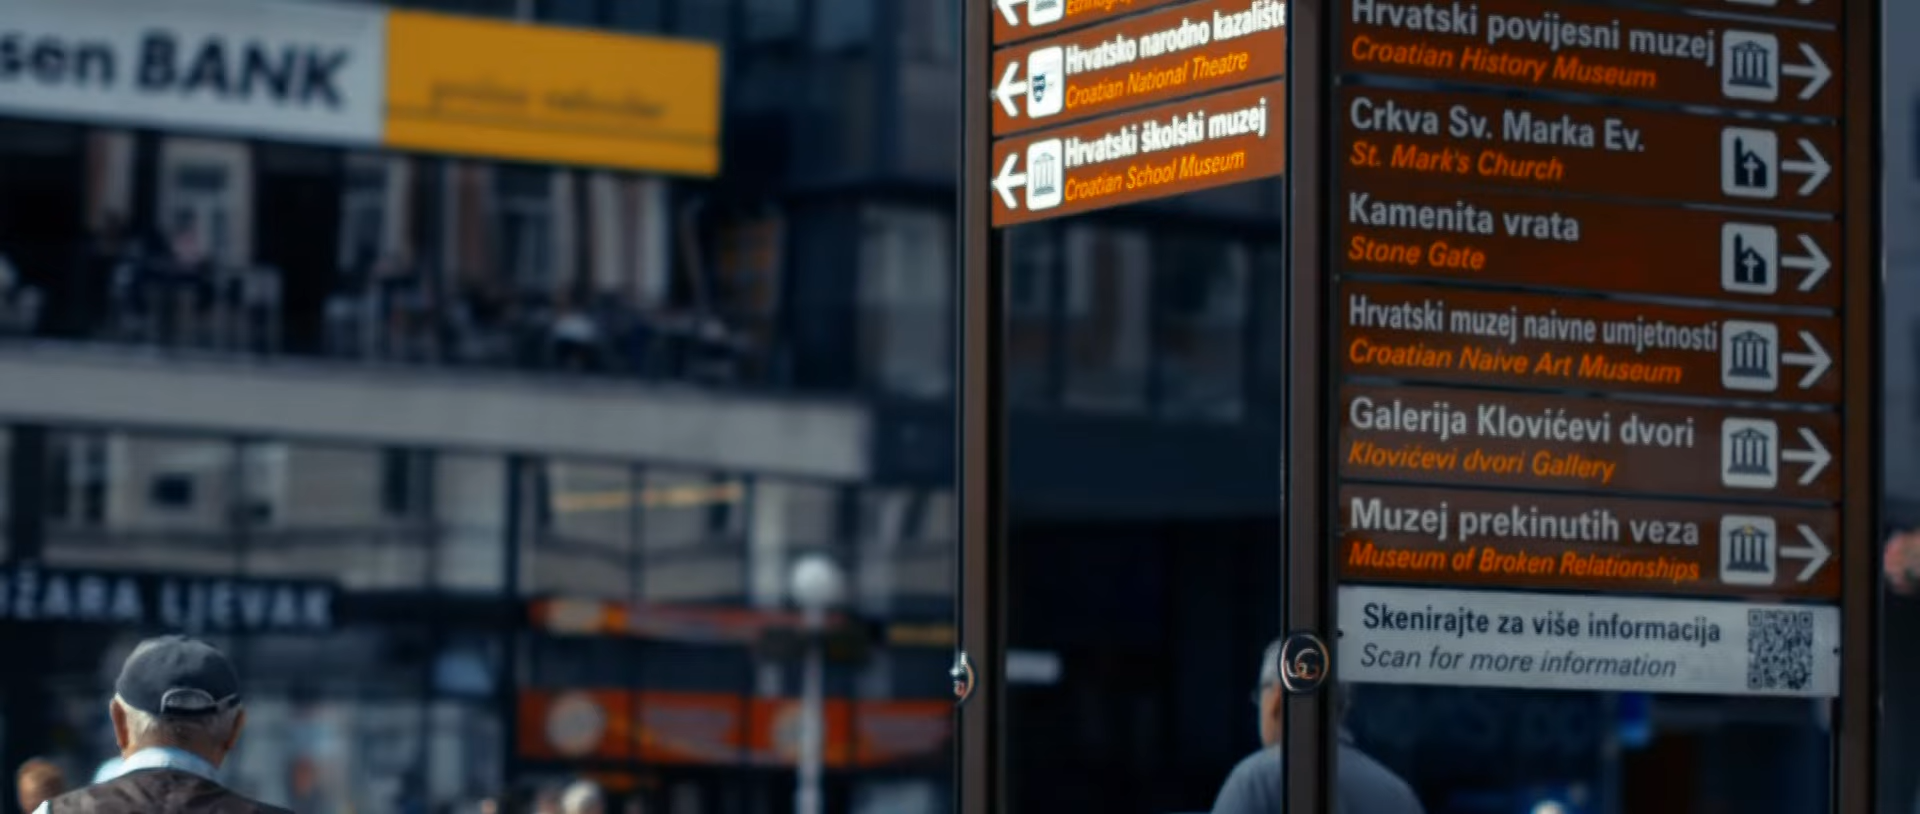 sen BANK
ŽARA LJEVAK
Hrvatsko narodno kazalište
Croatian National Theatre
Hrvatski školski muzej
Croatian School Museum
Hrvatski povijesni muzej
Croatian History Museum
Crkva Sv. Marka Ev.
St. Mark's Church
Kamenita vrata
Stone Gate
Hrvatski muzej naivne umjetnosti
Croatian Naive Art Museum
Galerija Klovićevi dvori
Klovićevi dvori Gallery
Muzej prekinutih veza
Museum of Broken Relationships
Skenirajte za više informacija
Scan for more information